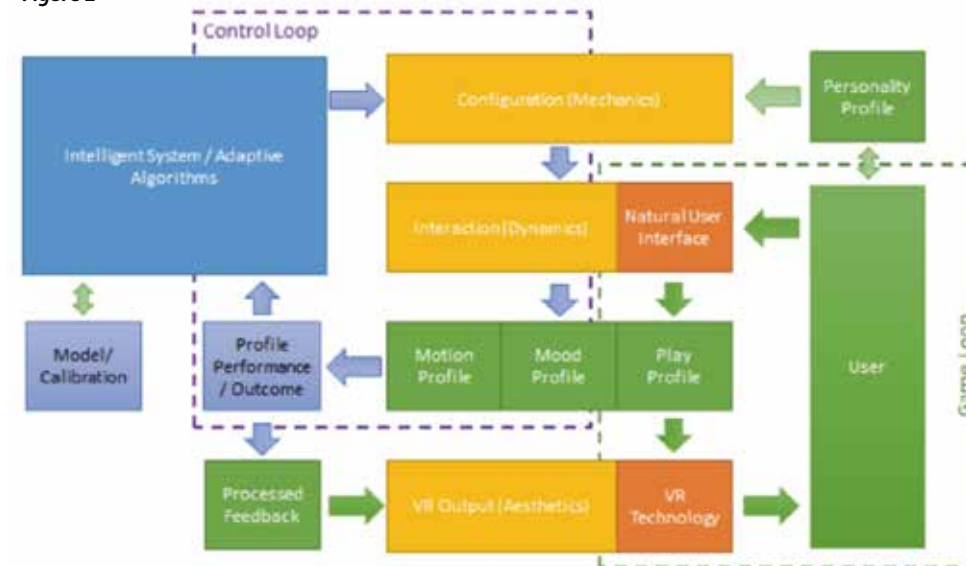 Control Loop
Configuration (Mechanics)
Personality
Profile
Intelligent System / Adaptive
Algorithms
Interaction (Dynamics)
Natural User
Interface
Model/
Calibration
Profile
Performance
/ Outcome
Motion
Profile
Mood
Profile
Play
Profile
User
Game Loop
Processed
Feedback
VR Output (Aesthetics)
VR
Technology